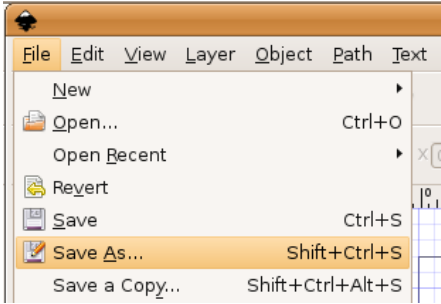 File Edit View Layer Object Path Text
New
Open... Ctrl+O
Open Recent
Revert
Save Ctrl+S
Save As... Shift+Ctrl+S
Save a Copy... Shift+Ctrl+Alt+S